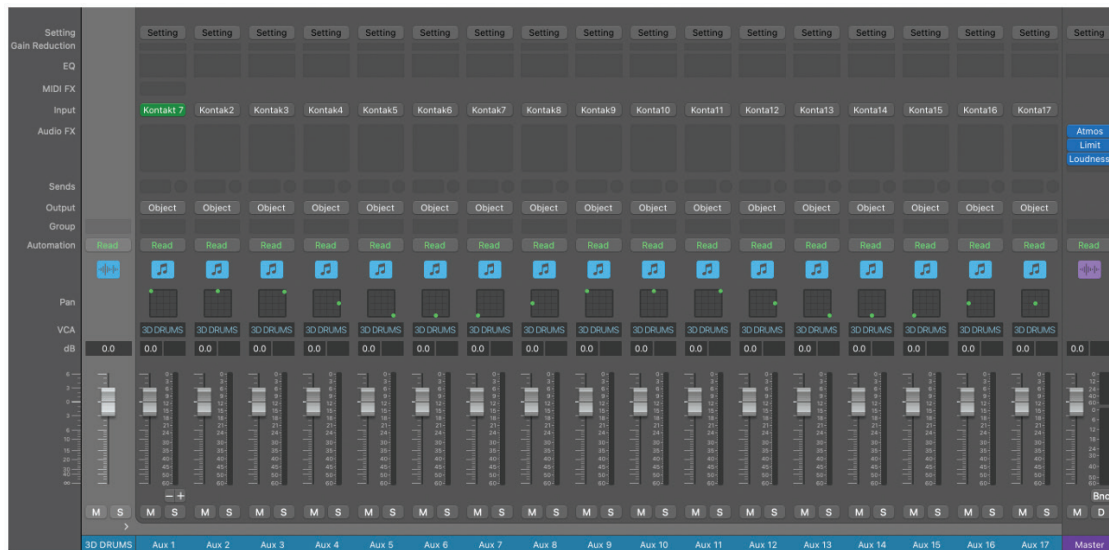 Setting Setting Setting Setting Setting Setting Setting Setting Setting Setting Setting Setting Setting Setting Setting Setting Setting Setting Setting
Gain Reduction
EQ
MIDI FX
Input Kontakt 7 Kontak2 Kontak3 Kontak4 Kontak5 Kontak6 Kontak7 Kontak8 Kontak9 Konta10 Konta11 Konta12 Konta13 Konta14 Konta15 Konta16 Konta17
Audio FX Atmos
Limit
Loudness
Sends
Output Object Object Object Object Object Object Object Object Object Object Object Object Object Object Object Object Object
Group
Automation Read Read Read Read Read Read Read Read Read Read Read Read Read Read Read Read Read Read Read
Pan
VCA 3D DRUMS 3D DRUMS 3D DRUMS 3D DRUMS 3D DRUMS 3D DRUMS 3D DRUMS 3D DRUMS 3D DRUMS 3D DRUMS 3D DRUMS 3D DRUMS 3D DRUMS 3D DRUMS 3D DRUMS 3D DRUMS 3D DRUMS
dB 0.0 0.0 0.0 0.0 0.0 0.0 0.0 0.0 0.0 0.0 0.0 0.0 0.0 0.0 0.0 0.0 0.0 0.0 0.0
- + Bnc
M S M S M S M S M S M S M S M S M S M S M S M S M S M S M S M S M S M S M D
3D DRUMS Aux 1 Aux 2 Aux 3 Aux 4 Aux 5 Aux 6 Aux 7 Aux 8 Aux 9 Aux 10 Aux 11 Aux 12 Aux 13 Aux 14 Aux 15 Aux 16 Aux 17 Master